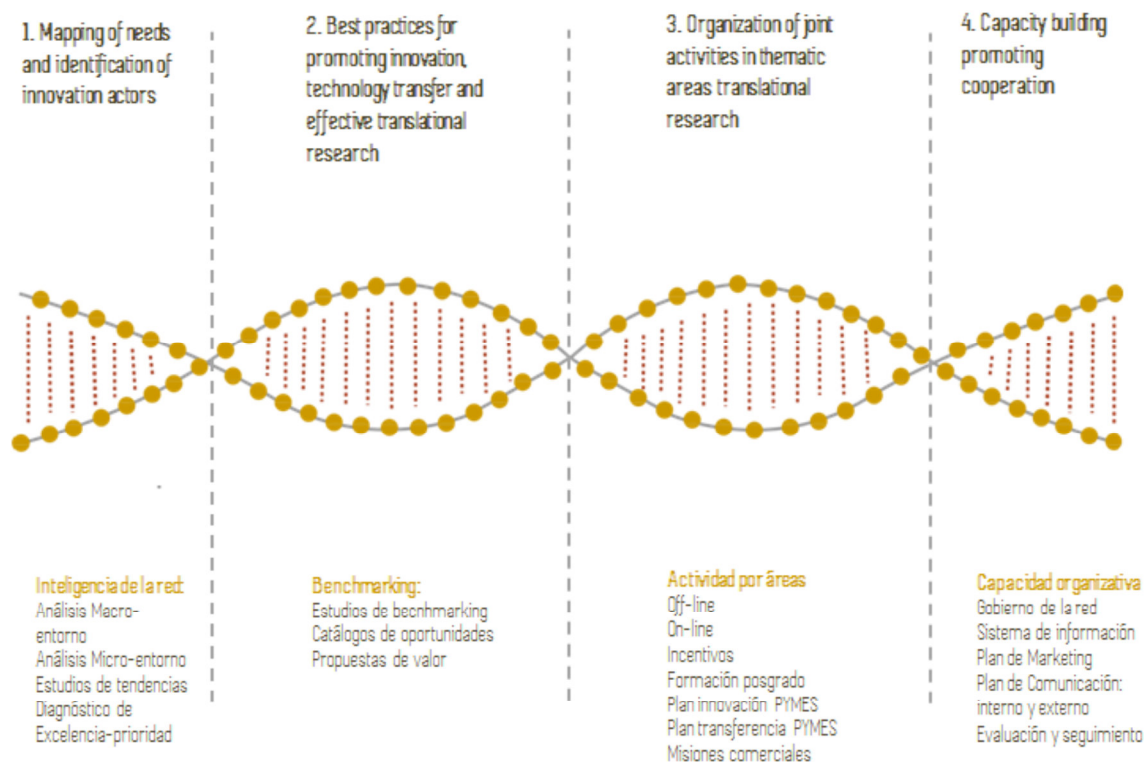 1. Mapping of needs
and identification of
innovation actors
2. Best practices for
promoting innovation,
technology transfer and
effective translational
research
3. Organization of joint
activities in thematic
areas translational
research
4. Capacity building
promoting
cooperation
Inteligencia de la red:
Análisis Macro-
entorno
Análisis Micro-entorno
Estudios de tendencias
Diagnóstico de
Excelencia-prioridad
Benchmarking:
Estudios de becnhmarking
Catálogos de oportunidades
Propuestas de valor
Actividad por áreas
Off-line
On-line
Incentivos
Formación posgrado
Plan innovación PYMES
Plan transferencia PYMES
Misiones comerciales
Capacidad organizativa
Gobierno de la red
Sistema de información
Plan de Marketing
Plan de Comunicación:
interno y externo
Evaluación y seguimiento